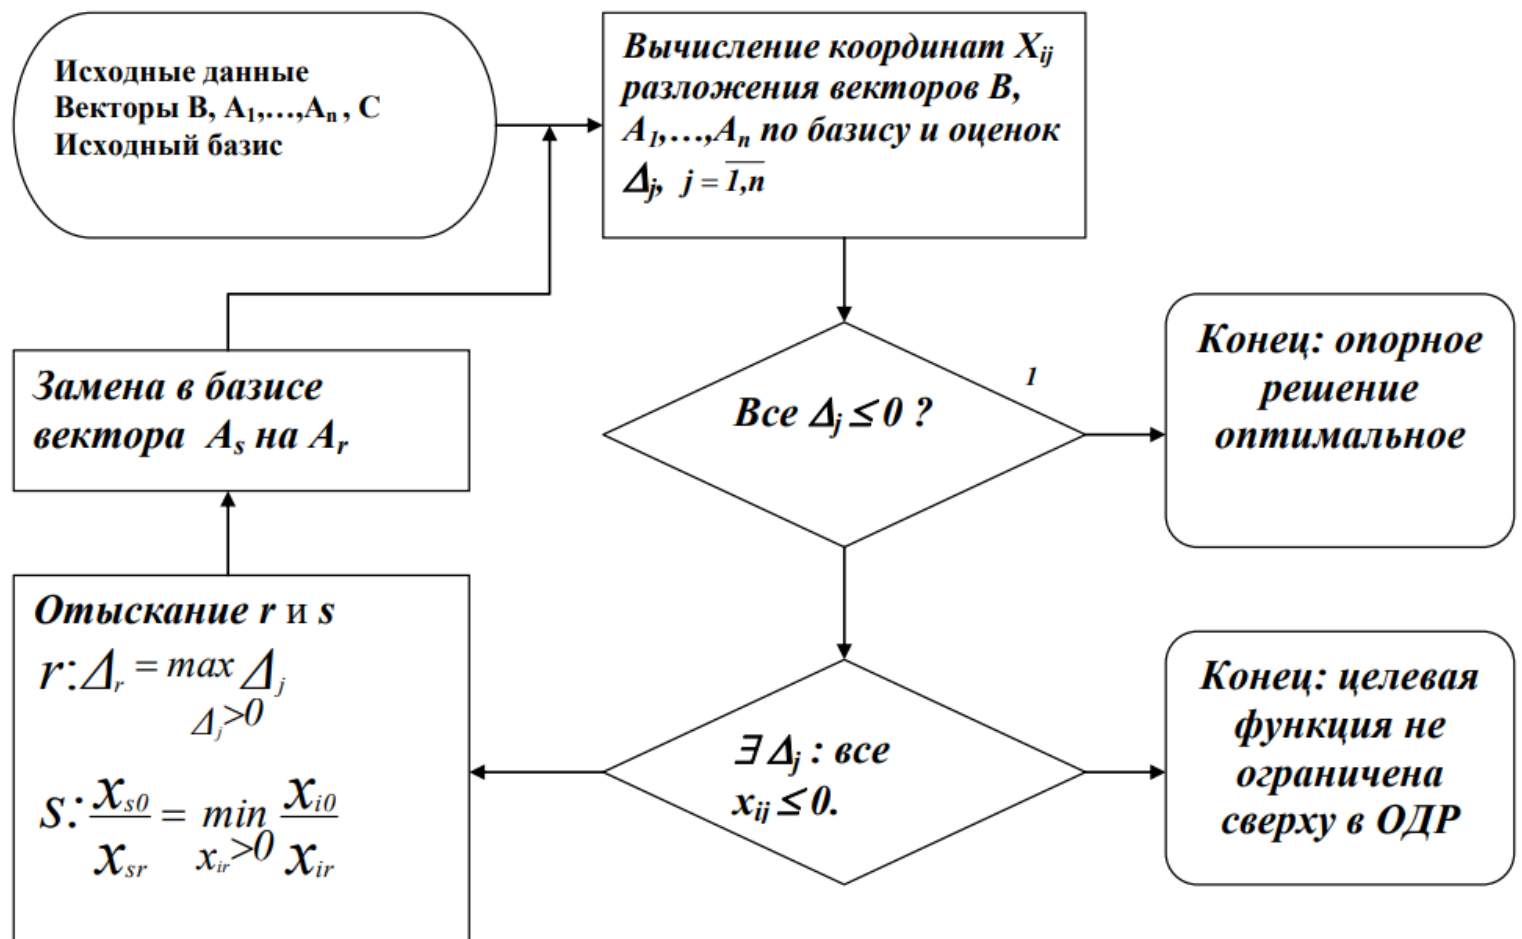 Исходные данные
Векторы B, A₁,…,Aₙ , C
Исходный базис
Вычисление координат Xᵢⱼ
разложения векторов B,
A₁,…,Aₙ по базису и оценок
Δⱼ, j = 1,n̅
Замена в базисе
вектора Aₛ на Aᵣ
Все Δⱼ ≤ 0 ?
1
Конец: опорное
решение
оптимальное
Отыскание r и s
r: Δᵣ = max Δⱼ
Δⱼ>0
s: xₛ₀/xₛᵣ = min xᵢ₀/xᵢᵣ
xᵢᵣ>0
∃ Δⱼ : все
xᵢⱼ ≤ 0.
Конец: целевая
функция не
ограничена
сверху в ОДР